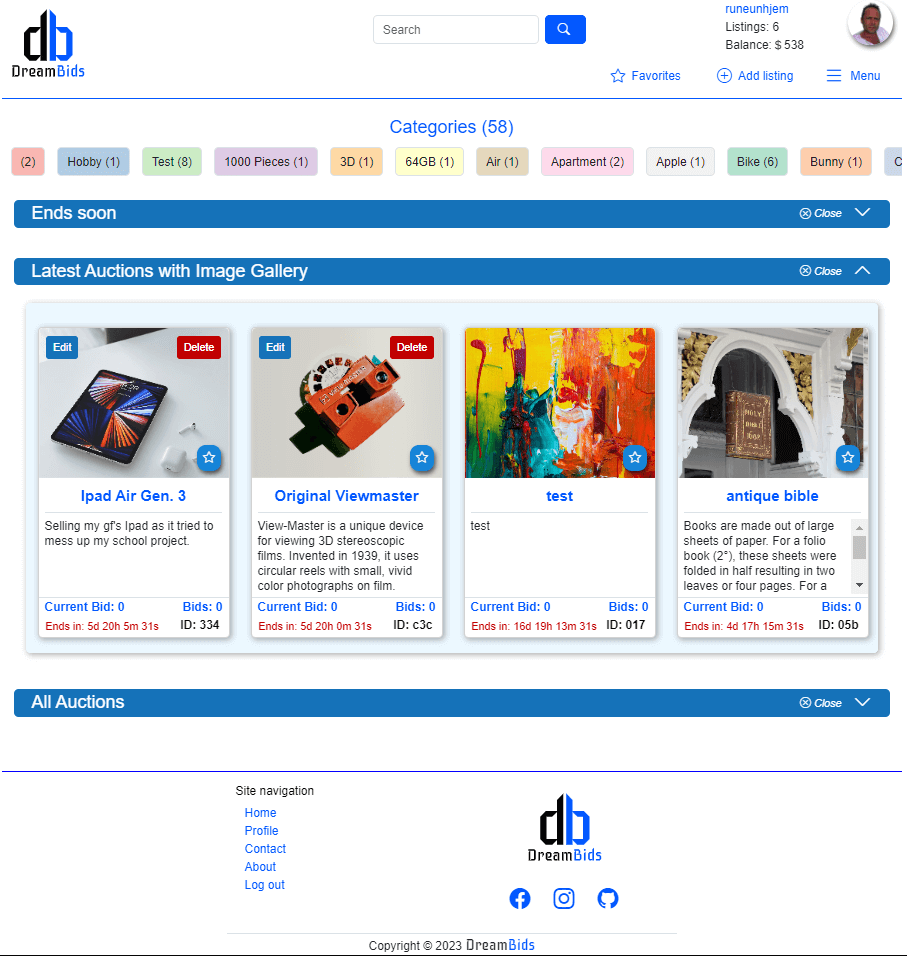 db
DreamBids
Search
runeunhjem
Listings: 6
Balance: $ 538
Favorites
Add listing
Menu
Categories (58)
(2)
Hobby (1)
Test (8)
1000 Pieces (1)
3D (1)
64GB (1)
Air (1)
Apartment (2)
Apple (1)
Bike (6)
Bunny (1)
C
Ends soon
Close
Latest Auctions with Image Gallery
Close
Edit
Delete
Ipad Air Gen. 3
Selling my gf's Ipad as it tried to
mess up my school project.
Current Bid: 0 Bids: 0
Ends in: 5d 20h 5m 31s ID: 334
Edit
Delete
VIEW-MASTER
Original Viewmaster
View-Master is a unique device
for viewing 3D stereoscopic
films. Invented in 1939, it uses
circular reels with small, vivid
color photographs on film.
Current Bid: 0 Bids: 0
Ends in: 5d 20h 0m 31s ID: c3c
test
test
Current Bid: 0 Bids: 0
Ends in: 16d 19h 13m 31s ID: 017
HOLY
BIBLE
antique bible
Books are made out of large
sheets of paper. For a folio
book (2°), these sheets were
folded in half resulting in two
leaves or four pages. For a
Current Bid: 0 Bids: 0
Ends in: 4d 17h 15m 31s ID: 05b
All Auctions
Close
Site navigation
Home
Profile
Contact
About
Log out
db
DreamBids
Copyright © 2023 DreamBids